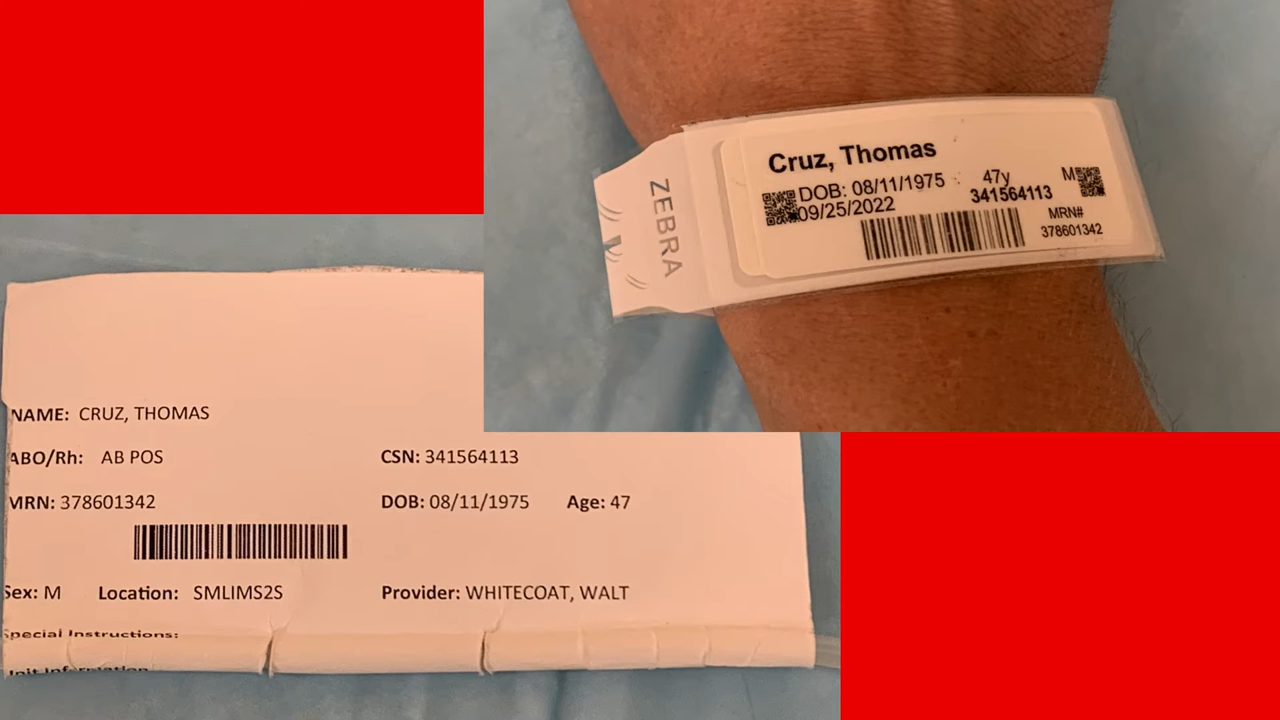 Cruz, Thomas
DOB: 08/11/1975 47y M
09/25/2022 341564113
MRN#
378601342
ZEBRA
NAME: CRUZ, THOMAS
ABO/Rh: AB POS CSN: 341564113
MRN: 378601342 DOB: 08/11/1975 Age: 47
Sex: M Location: SMLIMS2S Provider: WHITECOAT, WALT
Special Instructions:
Unit Information